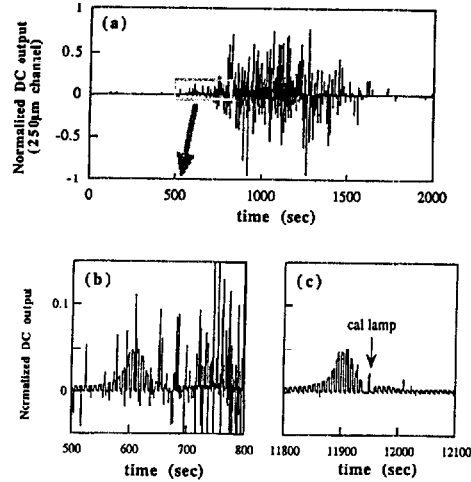 (a)
Normalized DC output
(250μm channel)
1
0.5
0
-0.5
-1
0
500
1000
1500
2000
time (sec)
(b)
Normalized DC output
0.1
0
500
600
700
800
time (sec)
(c)
cal lamp
11800
11900
12000
12100
time (sec)